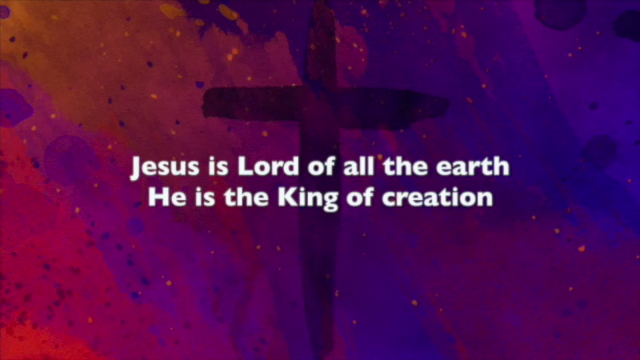 Jesus is Lord of all the earth
He is the King of creation